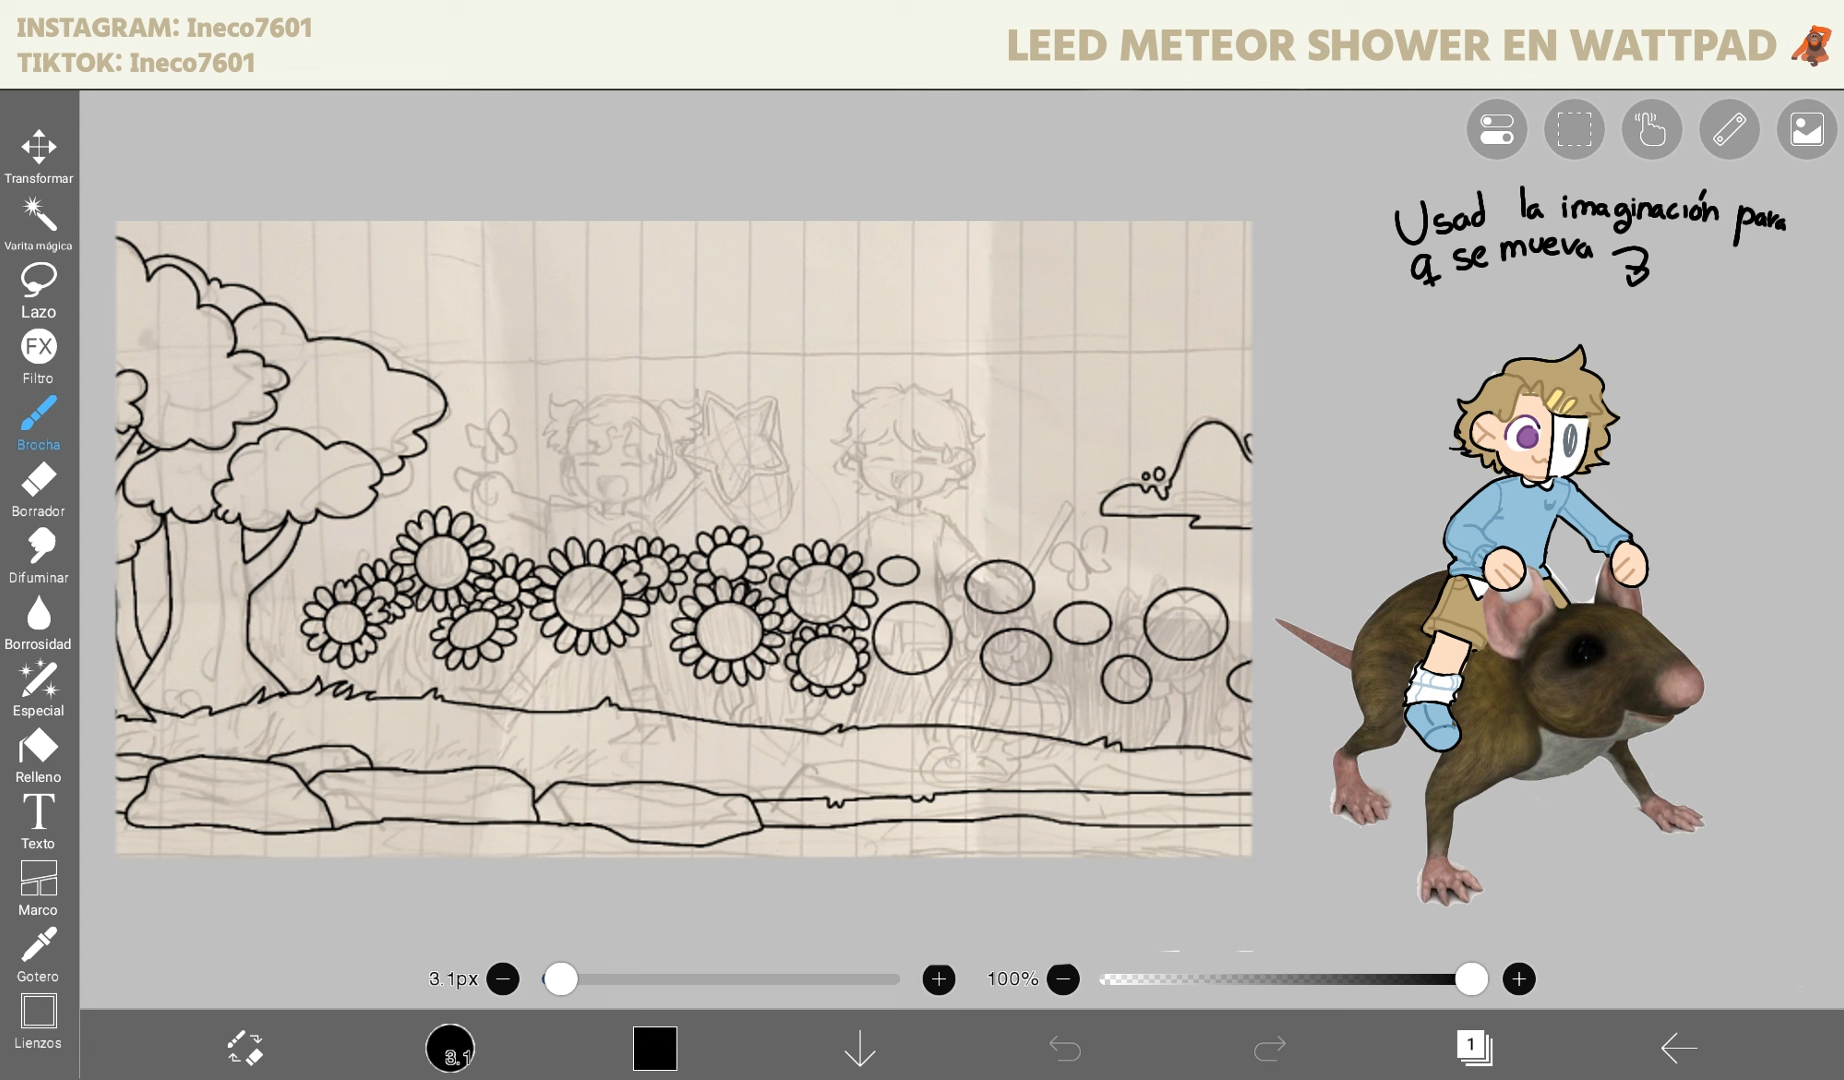 INSTAGRAM: Ineco7601
TIKTOK: Ineco7601
LEED METEOR SHOWER EN WATTPAD
Usad la imaginación para
q se mueva :3
Transformar
Varita mágica
Lazo
FX
Filtro
Brocha
Borrador
Difuminar
Borrosidad
Especial
Relleno
T
Texto
Marco
Gotero
Lienzos
3.1px
100%
3.1
1